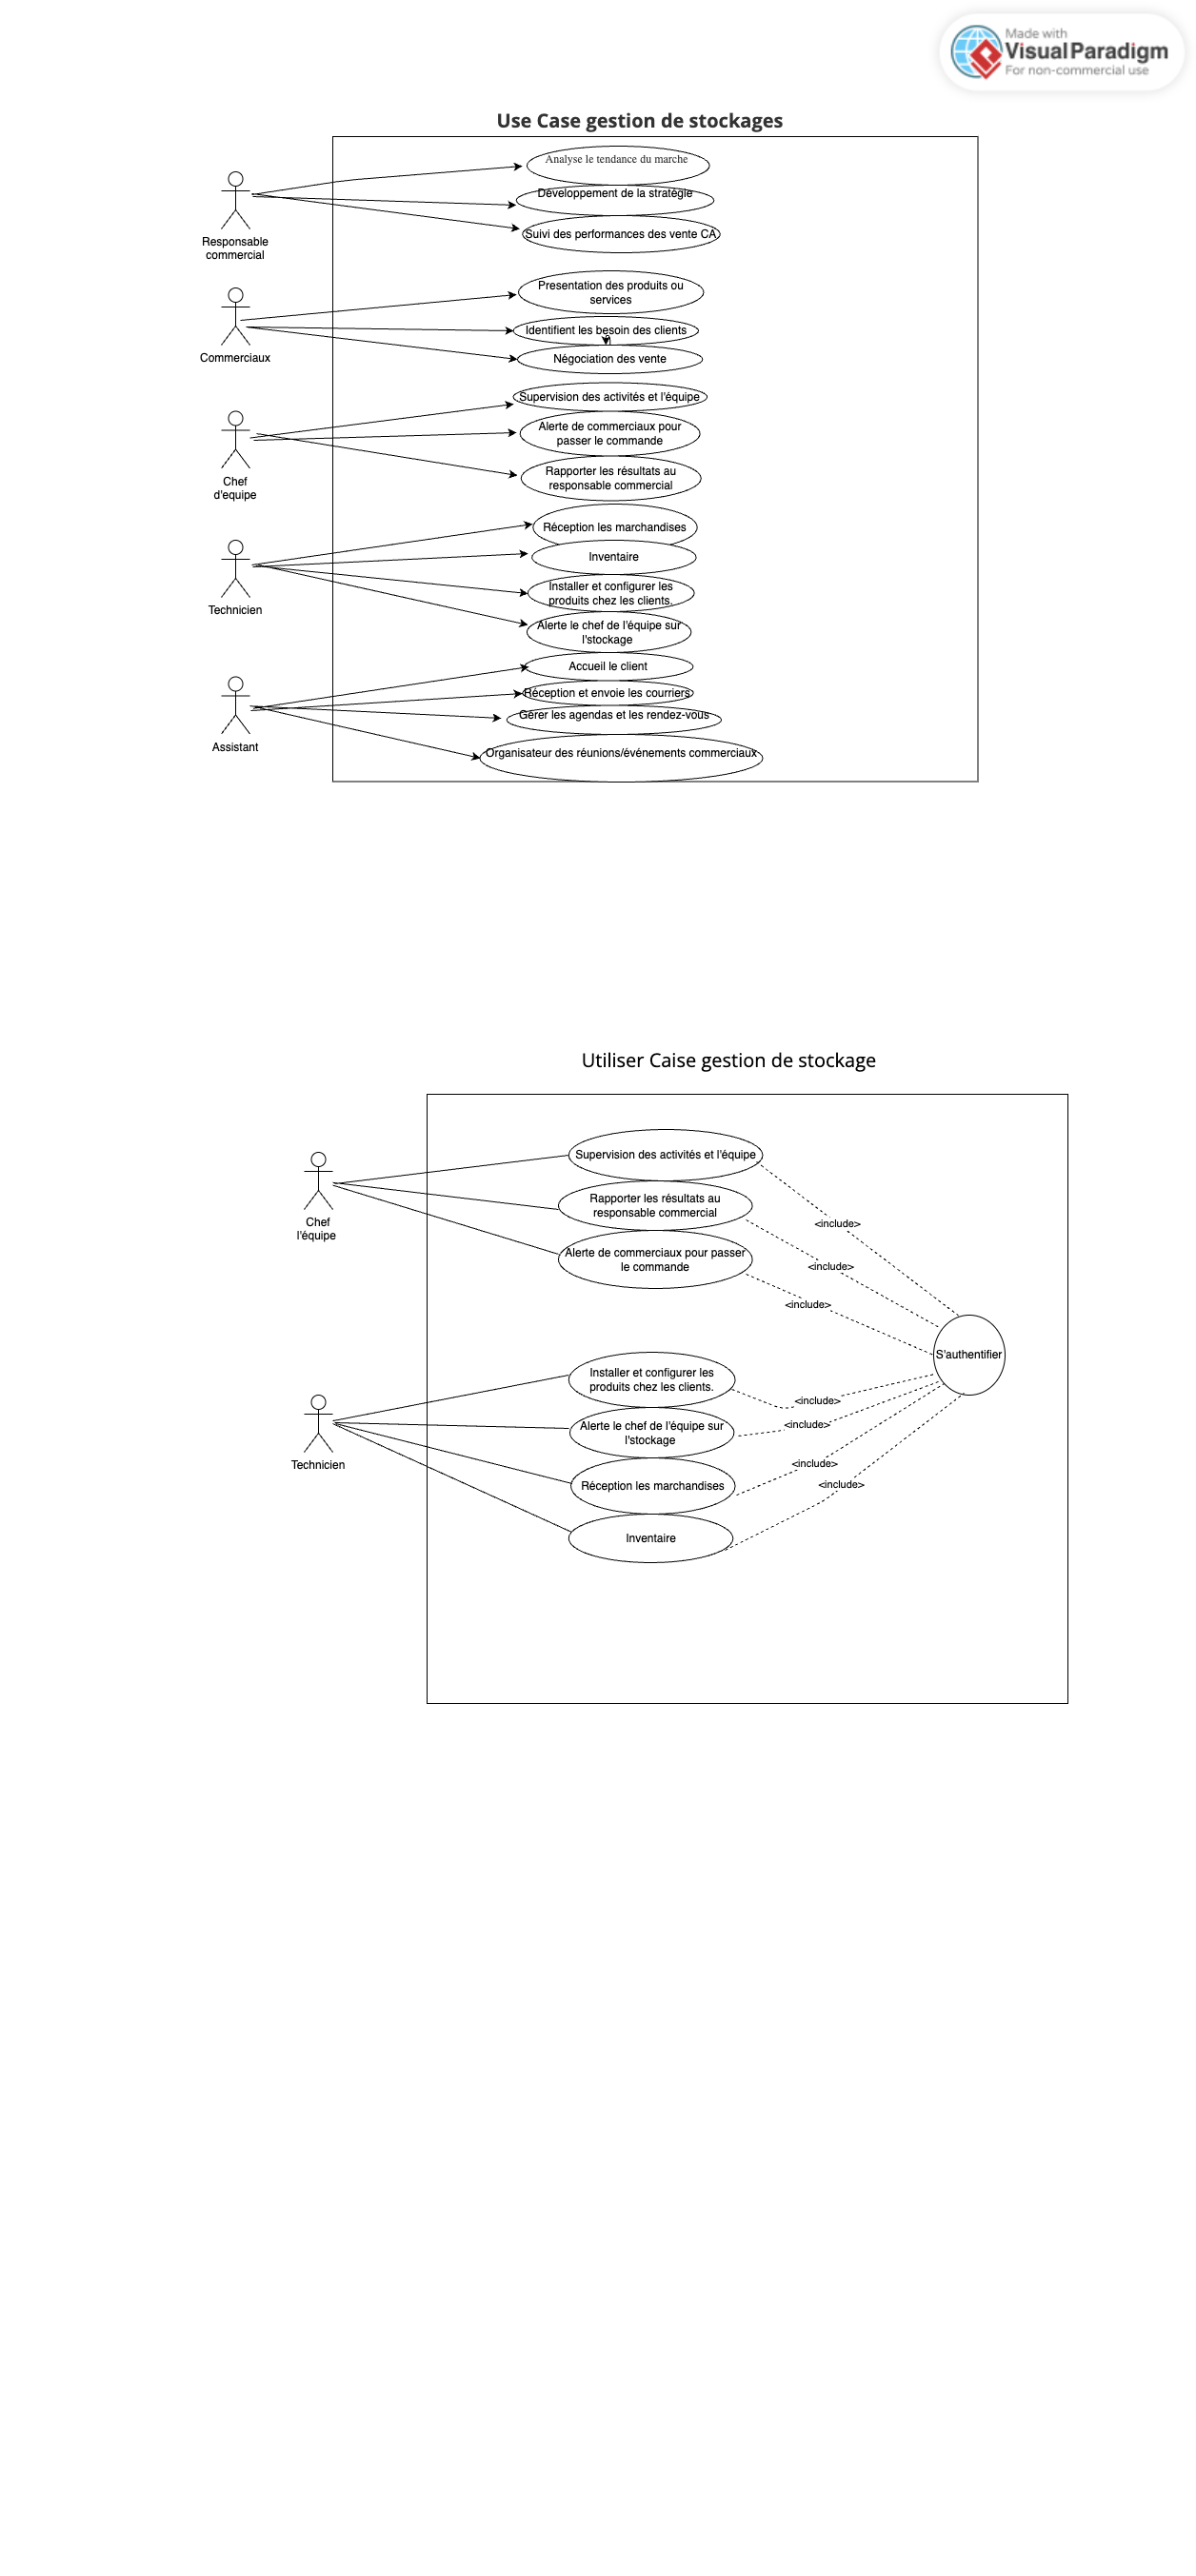 Made with
VisualParadigm
For non-commercial use
Use Case gestion de stockages
Analyse le tendance du marche
Développement de la stratégie
Suivi des performances des vente CA
Responsable
commercial
Presentation des produits ou
services
Identifient les besoin des clients
Négociation des vente
Commerciaux
Supervision des activités et l'équipe
Alerte de commerciaux pour
passer le commande
Rapporter les résultats au
responsable commercial
Chef
d'equipe
Réception les marchandises
Inventaire
Installer et configurer les
produits chez les clients.
Alerte le chef de l'équipe sur
l'stockage
Technicien
Accueil le client
Réception et envoie les courriers
Gérer les agendas et les rendez-vous
Organisateur des réunions/événements commerciaux
Assistant
Utiliser Caise gestion de stockage
Supervision des activités et l'équipe
Rapporter les résultats au
responsable commercial
Alerte de commerciaux pour passer
le commande
Chef
l'équipe
<include>
<include>
<include>
S'authentifier
Installer et configurer les
produits chez les clients.
Alerte le chef de l'équipe sur
l'stockage
Réception les marchandises
Inventaire
Technicien
<include>
<include>
<include>
<include>